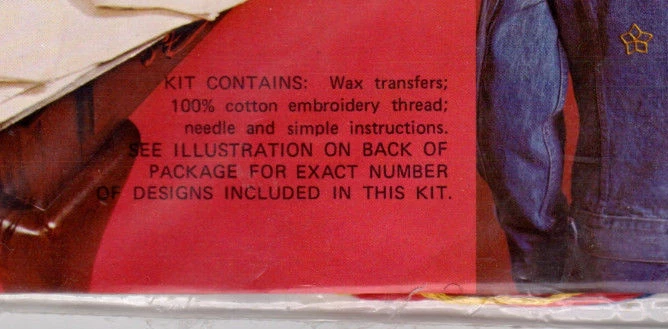 KIT CONTAINS: Wax transfers;
100% cotton embroidery thread;
needle and simple instructions.
SEE ILLUSTRATION ON BACK OF
PACKAGE FOR EXACT NUMBER
OF DESIGNS INCLUDED IN THIS KIT.